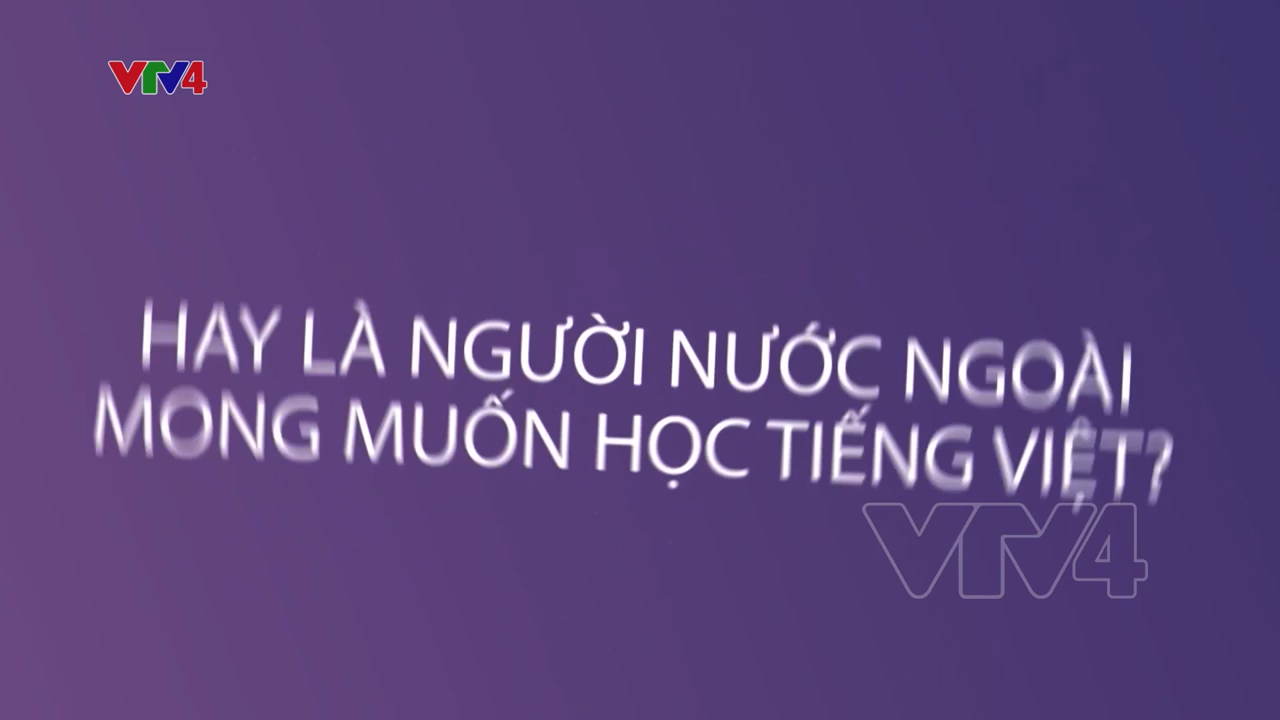 VTV4
HAY LÀ NGƯỜI NƯỚC NGOÀI
MONG MUỐN HỌC TIẾNG VIỆT?
VTV4